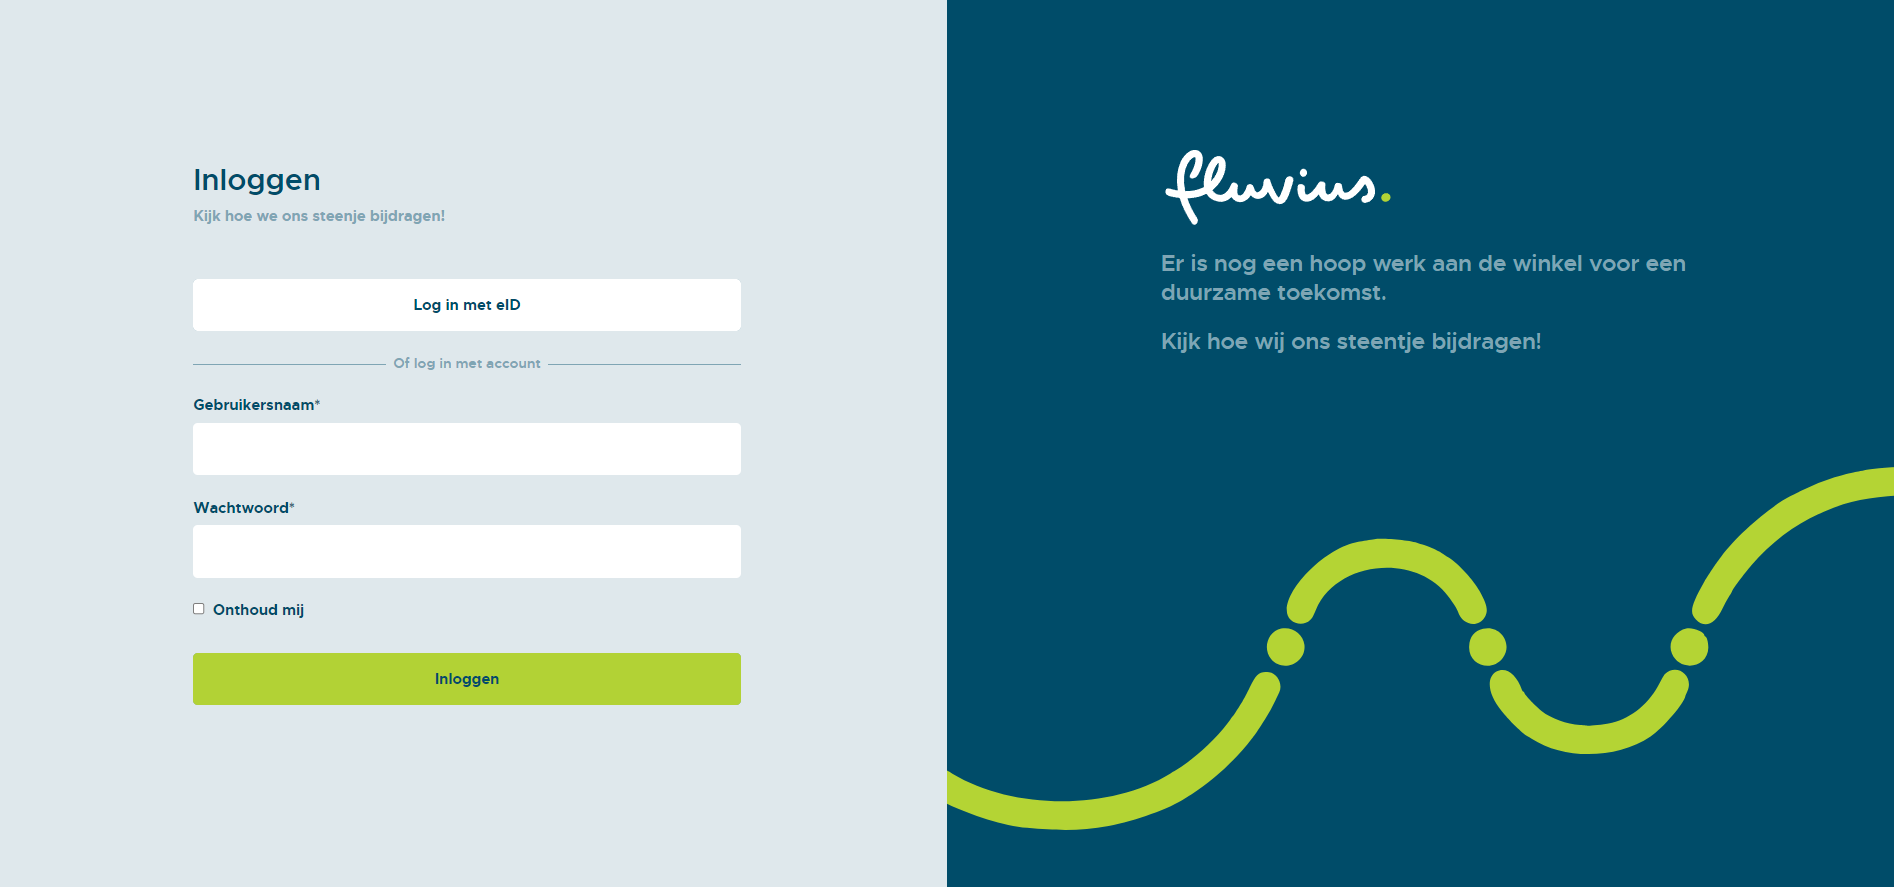 Inloggen
Kijk hoe we ons steenje bijdragen!
Log in met eID
Of log in met account
Gebruikersnaam*
Wachtwoord*
Onthoud mij
Inloggen
fluvius.
Er is nog een hoop werk aan de winkel voor een
duurzame toekomst.
Kijk hoe wij ons steentje bijdragen!